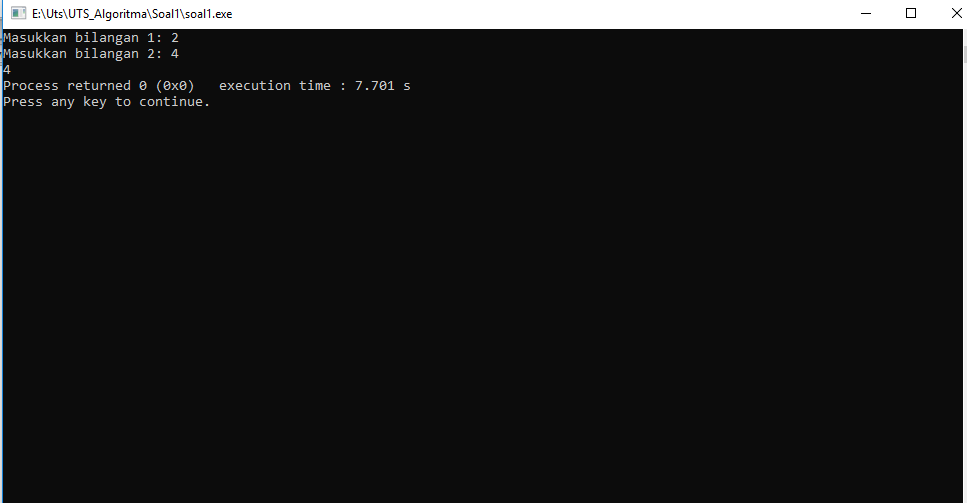 E:\Uts\UTS_Algoritma\Soal1\soal1.exe
Masukkan bilangan 1: 2
Masukkan bilangan 2: 4
4
Process returned 0 (0x0)   execution time : 7.701 s
Press any key to continue.